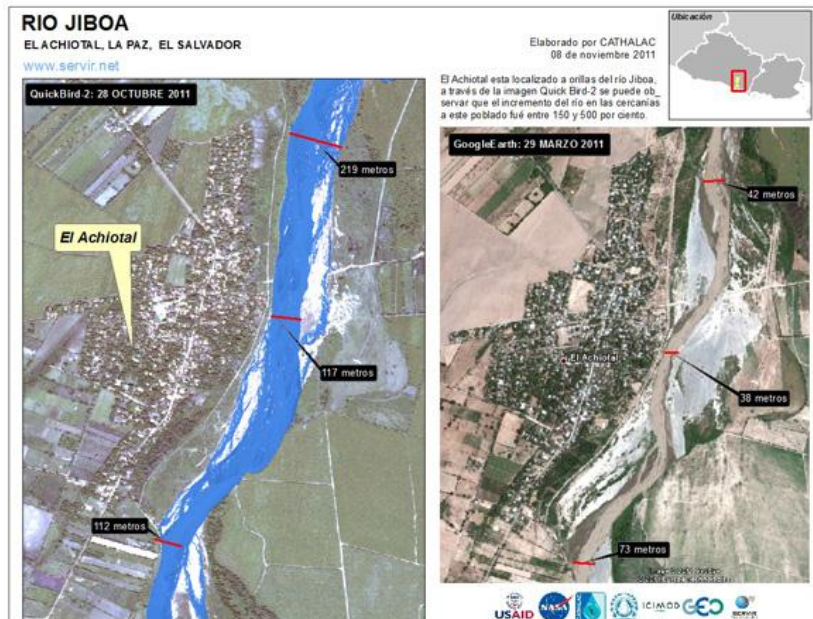 RIO JIBOA
EL ACHIOTAL, LA PAZ, EL SALVADOR
www.servir.net
Elaborado por CATHALAC
08 de noviembre 2011
Ubicación
El Achiotal esta localizado a orillas del río Jiboa,
a través de la imagen Quick Bird-2 se puede ob_
servar que el incremento del río en las cercanías
a este poblado fué entre 150 y 500 por ciento.
QuickBird-2: 28 OCTUBRE 2011
219 metros
El Achiotal
117 metros
112 metros
GoogleEarth: 29 MARZO 2011
42 metros
El Achiotal
38 metros
73 metros
USAID
NASA
ICIMOD
GEO
SERVIR